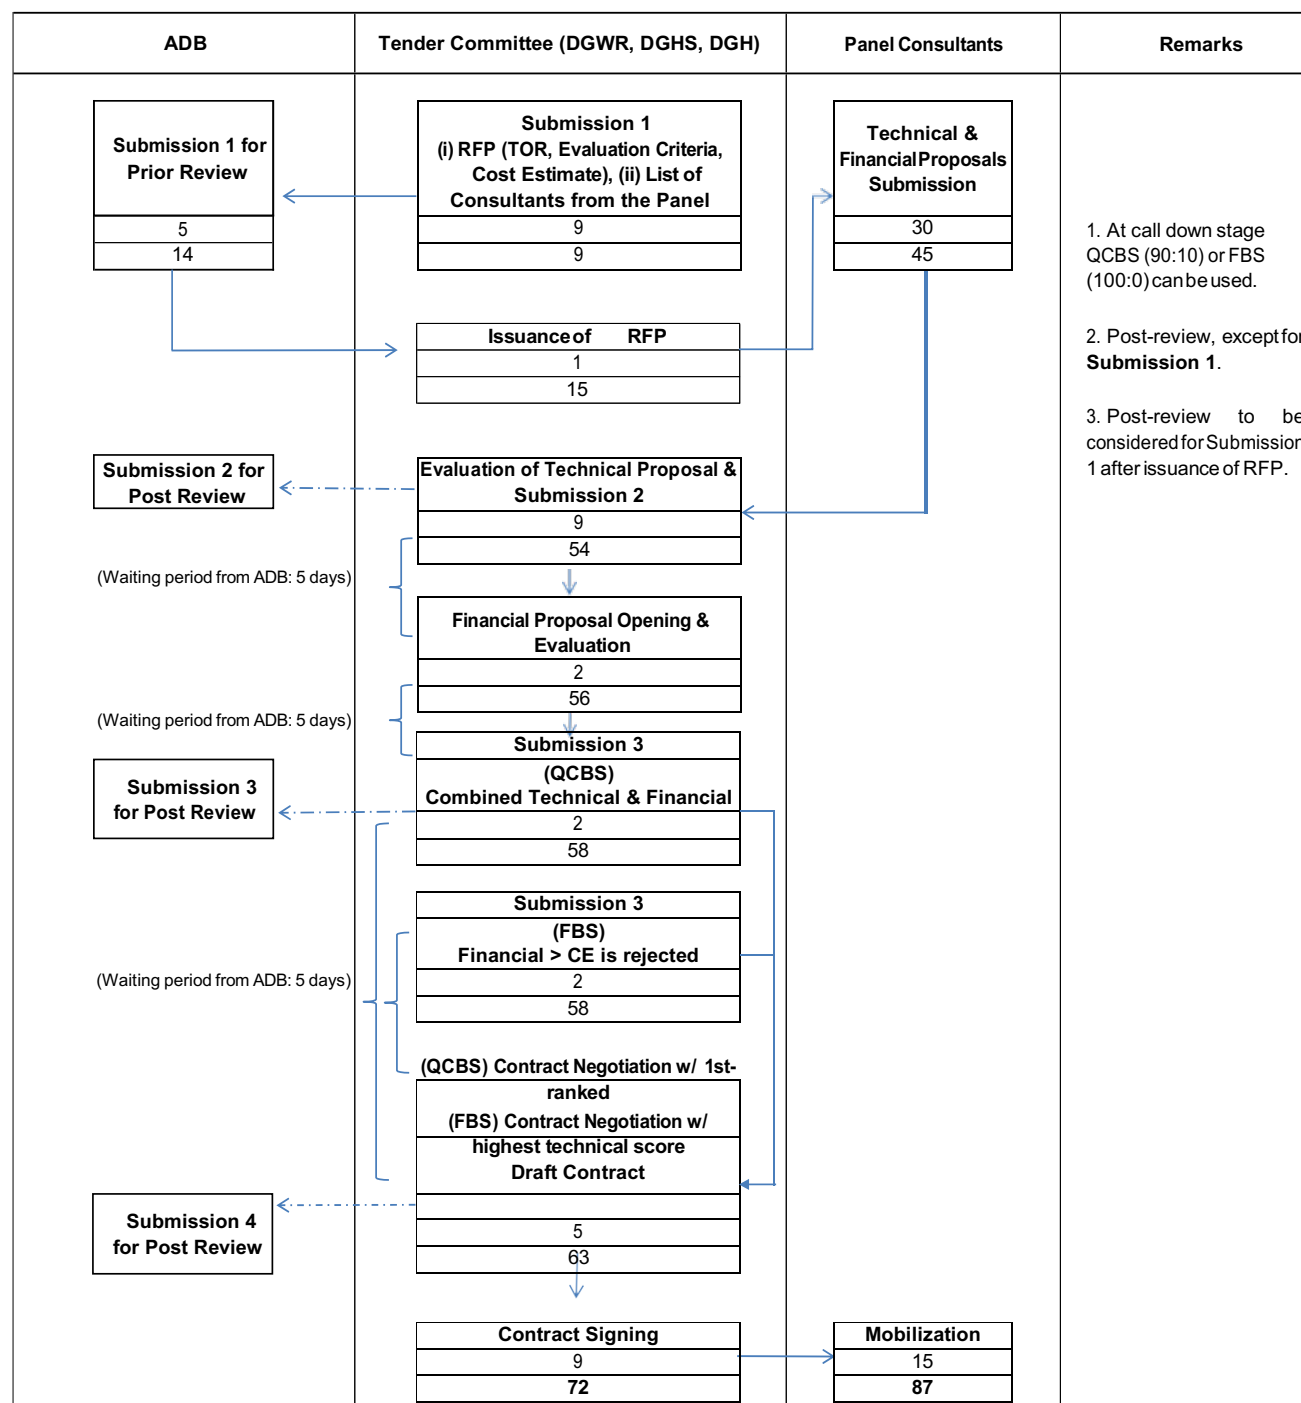 ADB
Tender Committee (DGWR, DGHS, DGH)
Panel Consultants
Remarks
Submission 1 for
Prior Review
5
14
Submission 1
(i) RFP (TOR, Evaluation Criteria,
Cost Estimate), (ii) List of
Consultants from the Panel
9
9
Technical &
Financial Proposals
Submission
30
45
1. At call down stage
QCBS (90:10) or FBS
(100:0) can be used.
2. Post-review, except for
Submission 1.
3. Post-review to be
considered for Submission
1 after issuance of RFP.
Issuance of RFP
1
15
Submission 2 for
Post Review
Evaluation of Technical Proposal &
Submission 2
9
54
(Waiting period from ADB: 5 days)
Financial Proposal Opening &
Evaluation
2
56
(Waiting period from ADB: 5 days)
Submission 3
for Post Review
Submission 3
(QCBS)
Combined Technical & Financial
2
58
Submission 3
(FBS)
Financial > CE is rejected
2
58
(Waiting period from ADB: 5 days)
(QCBS) Contract Negotiation w/ 1st-
ranked
(FBS) Contract Negotiation w/
highest technical score
Draft Contract
5
63
Submission 4
for Post Review
Contract Signing
9
72
Mobilization
15
87